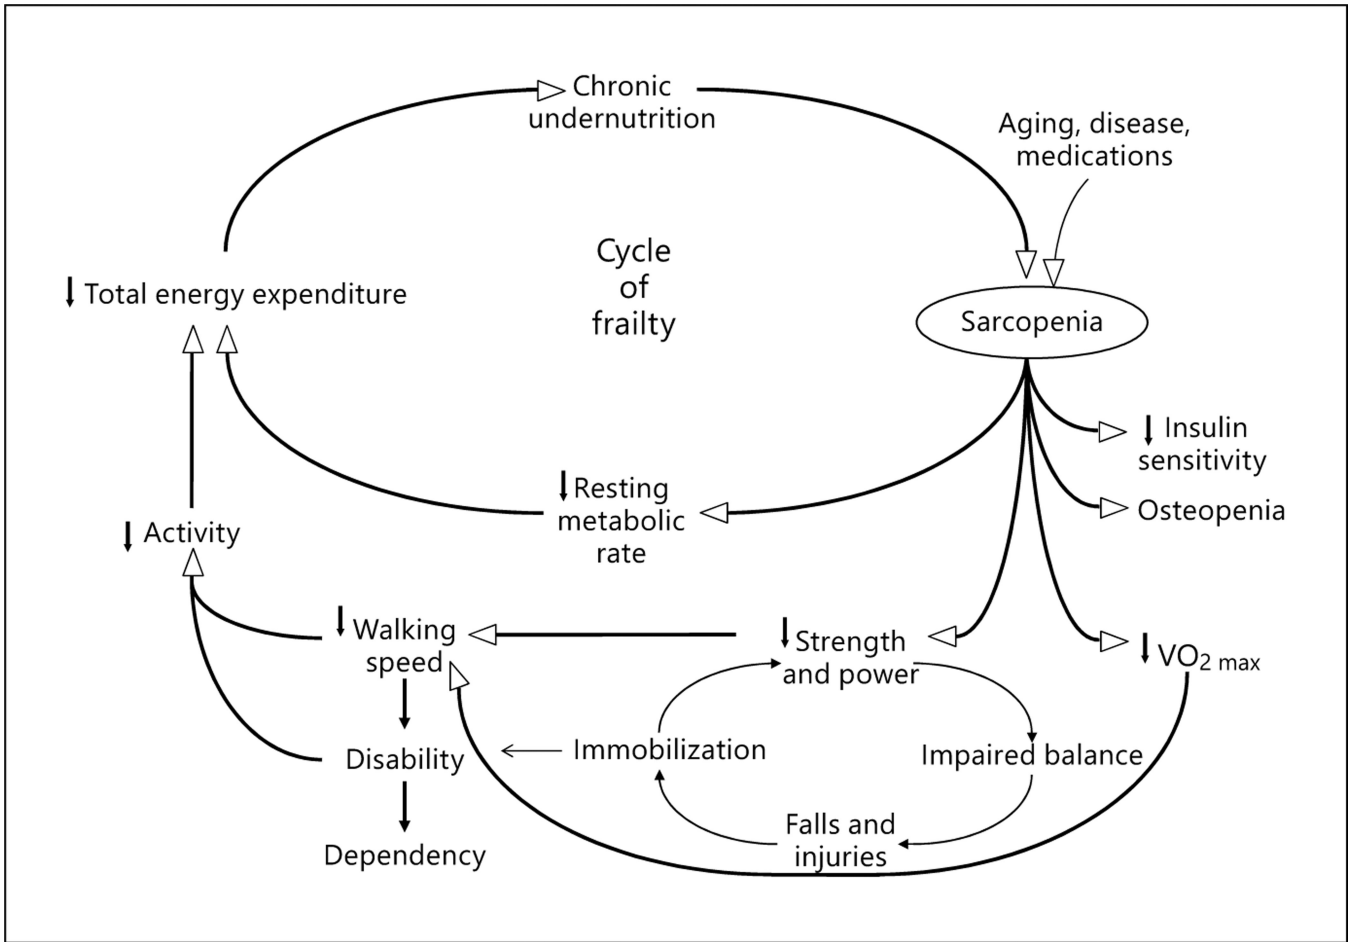 Chronic
undernutrition
Aging, disease,
medications
Cycle
of
frailty
↓ Total energy expenditure
Sarcopenia
↓ Insulin
sensitivity
Osteopenia
↓ Resting
metabolic
rate
↓ Activity
↓ Walking
speed
↓ Strength
and power
↓ VO2 max
Disability
Immobilization
Impaired balance
Falls and
injuries
Dependency